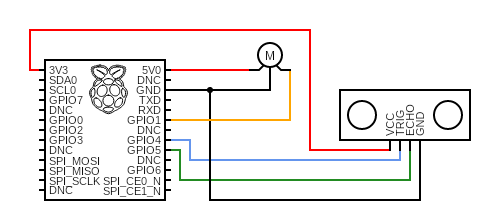 M
3V3 5V0
SDA0 DNC
SCL0 GND
GPIO7 TXD
DNC RXD
GPIO0 GPIO1
GPIO2 DNC
GPIO3 GPIO4
DNC GPIO5
SPI_MOSI DNC
SPI_MISO GPIO6
SPI_SCLK SPI_CE0_N
DNC SPI_CE1_N
VCC
TRIG
ECHO
GND